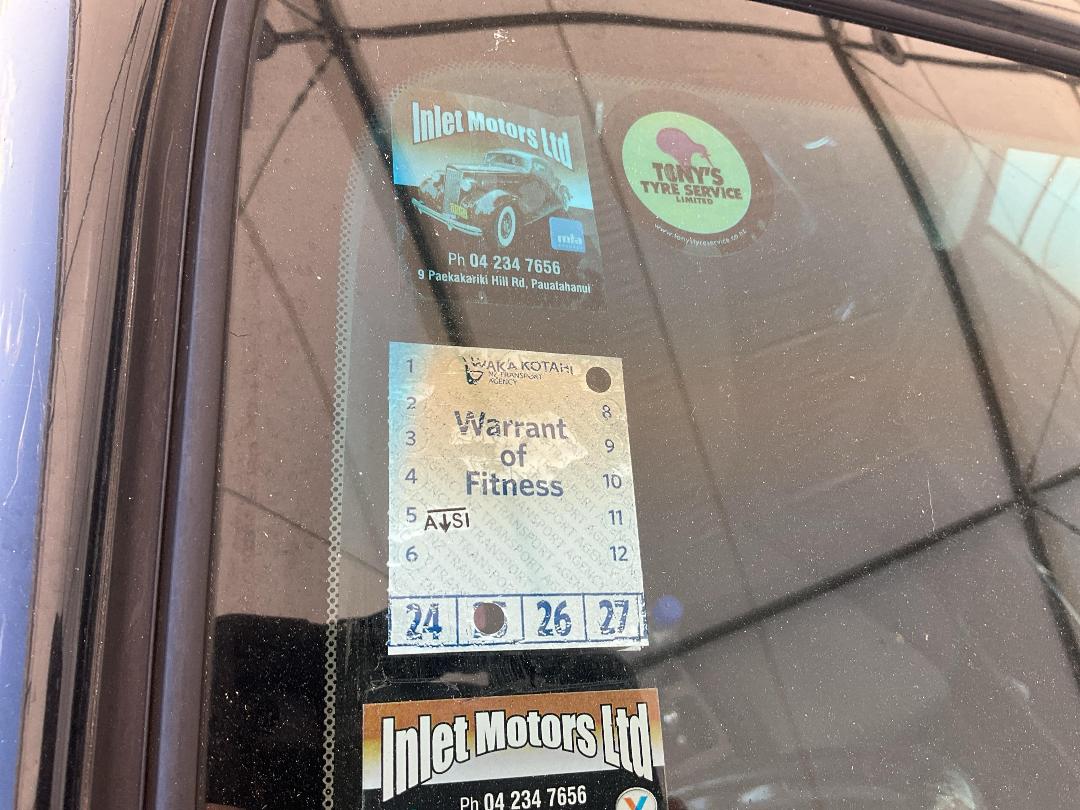 Inlet Motors Ltd
mta
Ph 04 234 7656
9 Paekakariki Hill Rd, Pauatahanui
TONY'S
TYRE SERVICE
LIMITED
www.tonystyreservice.co.nz
WAKA KOTAHI
NZ TRANSPORT
AGENCY
Warrant
of
Fitness
1
2
3
4
5
6
8
9
10
11
12
24 26 27
Inlet Motors Ltd
Ph 04 234 7656